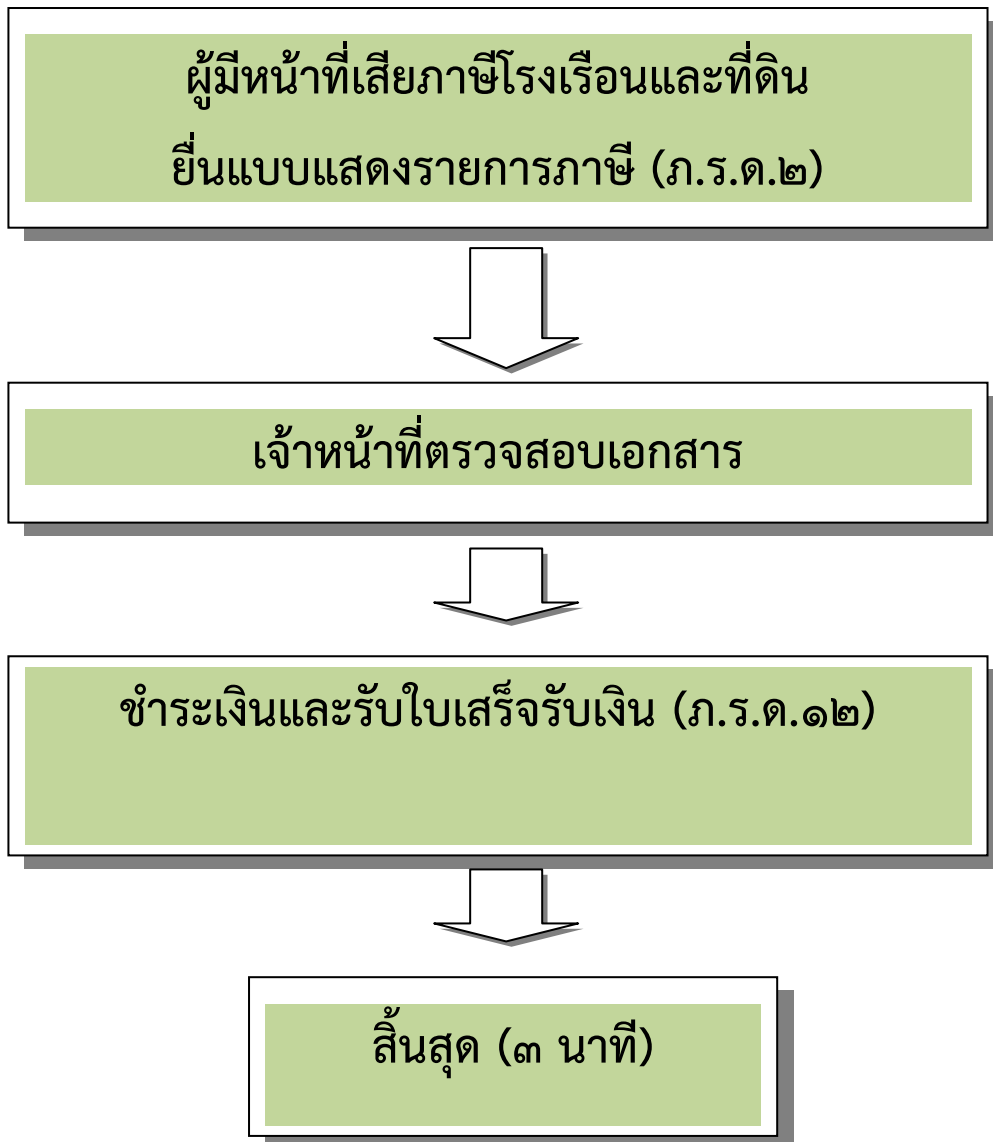 ผู้มีหน้าที่เสียภาษีโรงเรือนและที่ดิน
ยื่นแบบแสดงรายการภาษี (ภ.ร.ด.๒)
เจ้าหน้าที่ตรวจสอบเอกสาร
ชำระเงินและรับใบเสร็จรับเงิน (ภ.ร.ด.๑๒)
สิ้นสุด (๓ นาที)